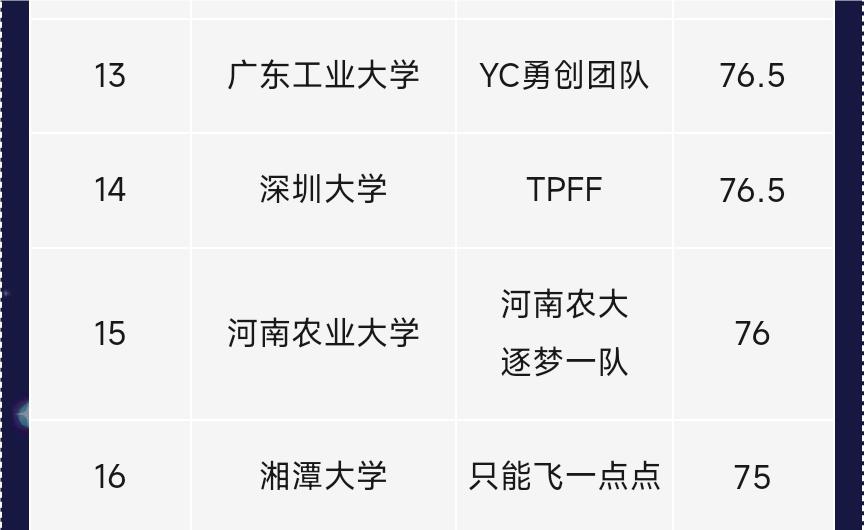 13 广东工业大学 YC勇创团队 76.5
14 深圳大学 TPFF 76.5
15 河南农业大学 河南农大 76
逐梦一队
16 湘潭大学 只能飞一点点 75